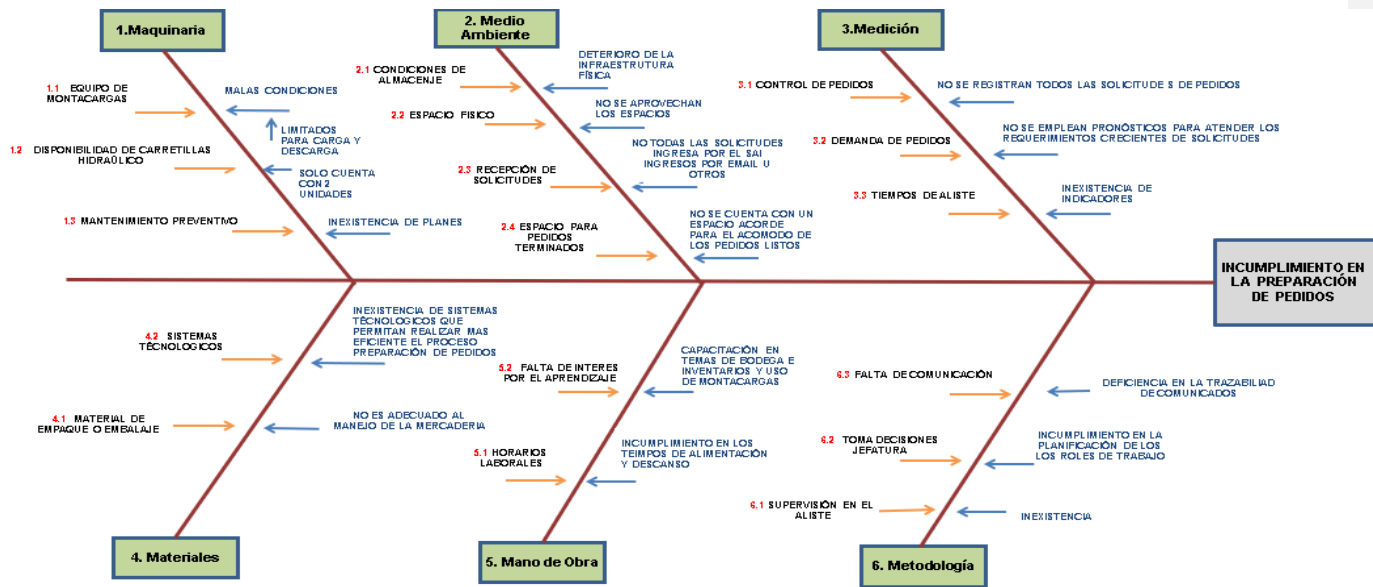 1.Maquinaria
2. Medio
Ambiente
3.Medición
1.1 EQUIPO DE
MONTACARGAS
MALAS CONDICIONES
LIMITADOS
PARA CARGA Y
DESCARGA
1.2 DISPONIBILIDAD DE CARRETILLAS
HIDRAÚLICO
SOLO CUENTA
CON 2
UNIDADES
1.3 MANTENIMIENTO PREVENTIVO
INEXISTENCIA DE PLANES
2.1 CONDICIONES DE
ALMACENJE
DETERIORO DE LA
INFRAESTRUTURA
FÍSICA
2.2 ESPACIO FISICO
NO SE APROVECHAN
LOS ESPACIOS
2.3 RECEPCIÓN DE
SOLICITUDES
NO TODAS LAS SOLICITUDES
INGRESA POR EL SAI
INGRESOS POR EMAIL U
OTROS
2.4 ESPACIO PARA
PEDIDOS
TERMINADOS
NO SE CUENTA CON UN
ESPACIO ACORDE
PARA EL ACOMODO DE
LOS PEDIDOS LISTOS
3.1 CONTROL DE PEDIDOS
NO SE REGISTRAN TODOS LAS SOLICITUDE S DE PEDIDOS
3.2 DEMANDA DE PEDIDOS
NO SE EMPLEAN PRONÓSTICOS PARA ATENDER LOS
REQUERIMIENTOS CRECIENTES DE SOLICITUDES
3.3 TIEMPOS DE ALISTE
INEXISTENCIA DE
INDICADORES
INCUMPLIMIENTO EN
LA PREPARACIÓN
DE PEDIDOS
4.2 SISTEMAS
TÉCNOLOGICOS
INEXISTENCIA DE SISTEMAS
TÉCNOLOGICOS QUE
PERMITAN REALIZAR MAS
EFICIENTE EL PROCESO
PREPARACIÓN DE PEDIDOS
4.1 MATERIAL DE
EMPAQUE O EMBALAJE
NO ES ADECUADO AL
MANEJO DE LA MERCADERIA
5.2 FALTA DE INTERES
POR EL APRENDIZAJE
CAPACITACIÓN EN
TEMAS DE BODEGA E
INVENTARIOS Y USO
DE MONTACARGAS
5.1 HORARIOS
LABORALES
INCUMPLIMIENTO EN LOS
TEIMPOS DE ALIMENTACIÓN
Y DESCANSO
6.3 FALTA DE COMUNICACIÓN
DEFICIENCIA EN LA TRAZABILIAD
DE COMUNICADOS
6.2 TOMA DECISIONES
JEFATURA
INCUMPLIMIENTO EN LA
PLANIFICACIÓN DE LOS
LOS ROLES DE TRABAJO
6.1 SUPERVISIÓN EN EL
ALISTE
INEXISTENCIA
4. Materiales
5. Mano de Obra
6. Metodología